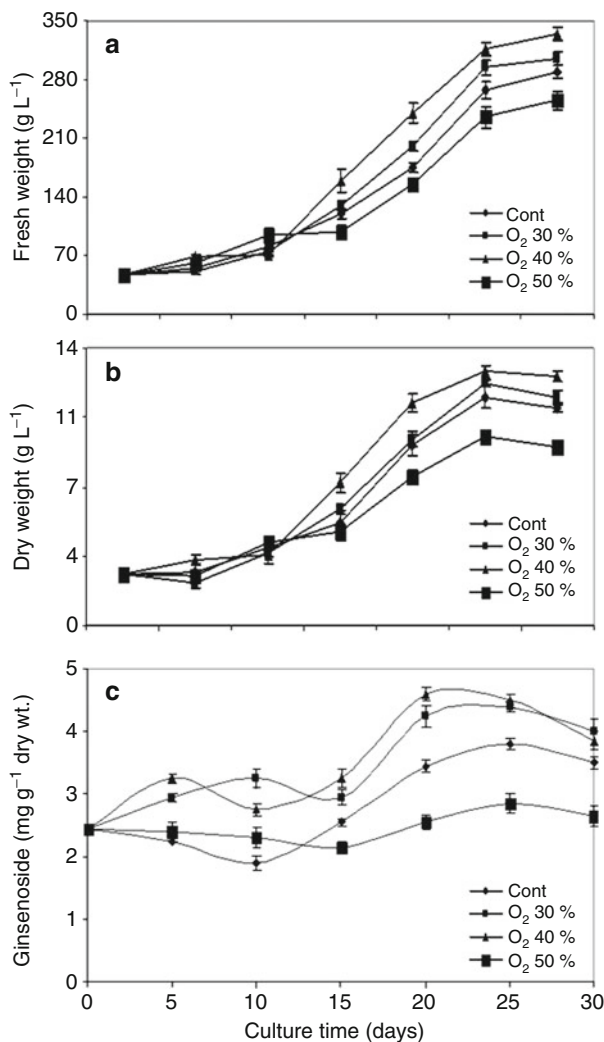 a
Fresh weight (g L⁻¹)
350
280
210
140
70
0
Cont
O₂ 30 %
O₂ 40 %
O₂ 50 %
b
Dry weight (g L⁻¹)
14
11
7
4
0
Cont
O₂ 30 %
O₂ 40 %
O₂ 50 %
c
Ginsenoside (mg g⁻¹ dry wt.)
5
4
3
2
1
0
Cont
O₂ 30 %
O₂ 40 %
O₂ 50 %
0 5 10 15 20 25 30
Culture time (days)